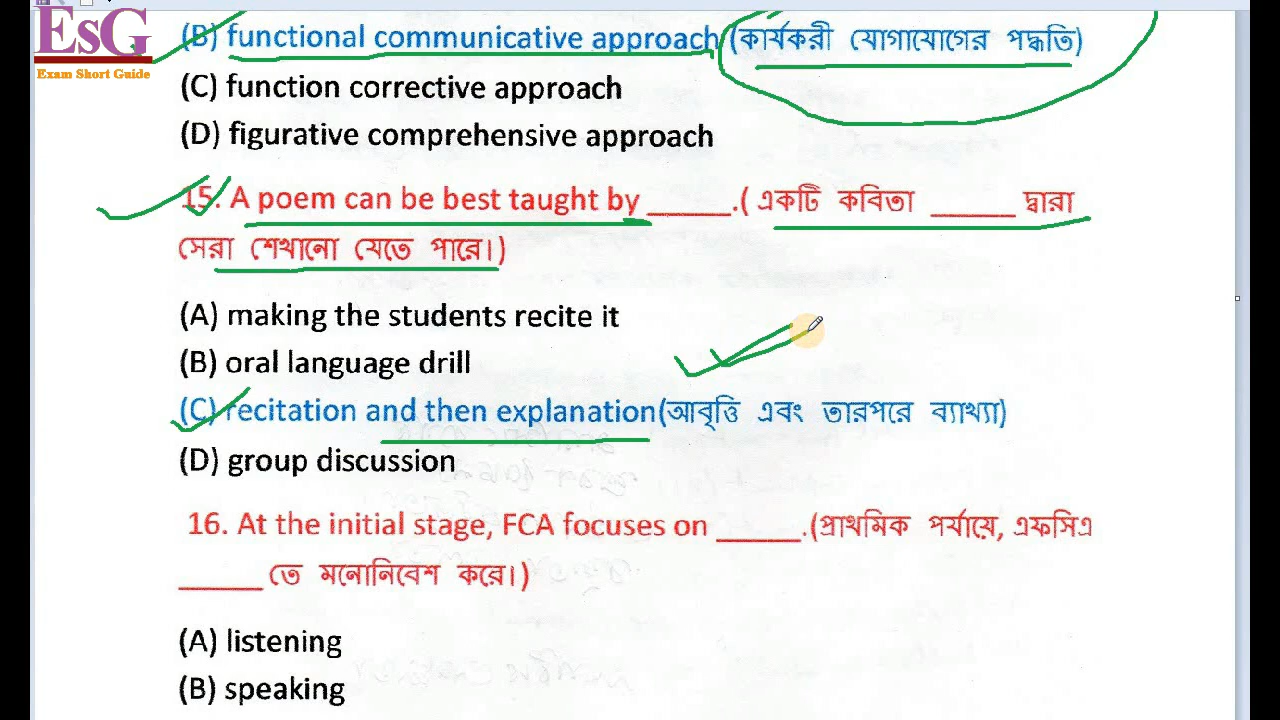 EsG
Exam Short Guide
(B) functional communicative approach (কার্যকরী যোগাযোগের পদ্ধতি)
(C) function corrective approach
(D) figurative comprehensive approach
15. A poem can be best taught by ______.( একটি কবিতা ______ দ্বারা
সেরা শেখানো যেতে পারে।)
(A) making the students recite it
(B) oral language drill
(C) recitation and then explanation(আবৃত্তি এবং তারপরে ব্যাখ্যা)
(D) group discussion
16. At the initial stage, FCA focuses on ______.(প্রাথমিক পর্যায়ে, এফসিএ
______ তে মনোনিবেশ করে।)
(A) listening
(B) speaking